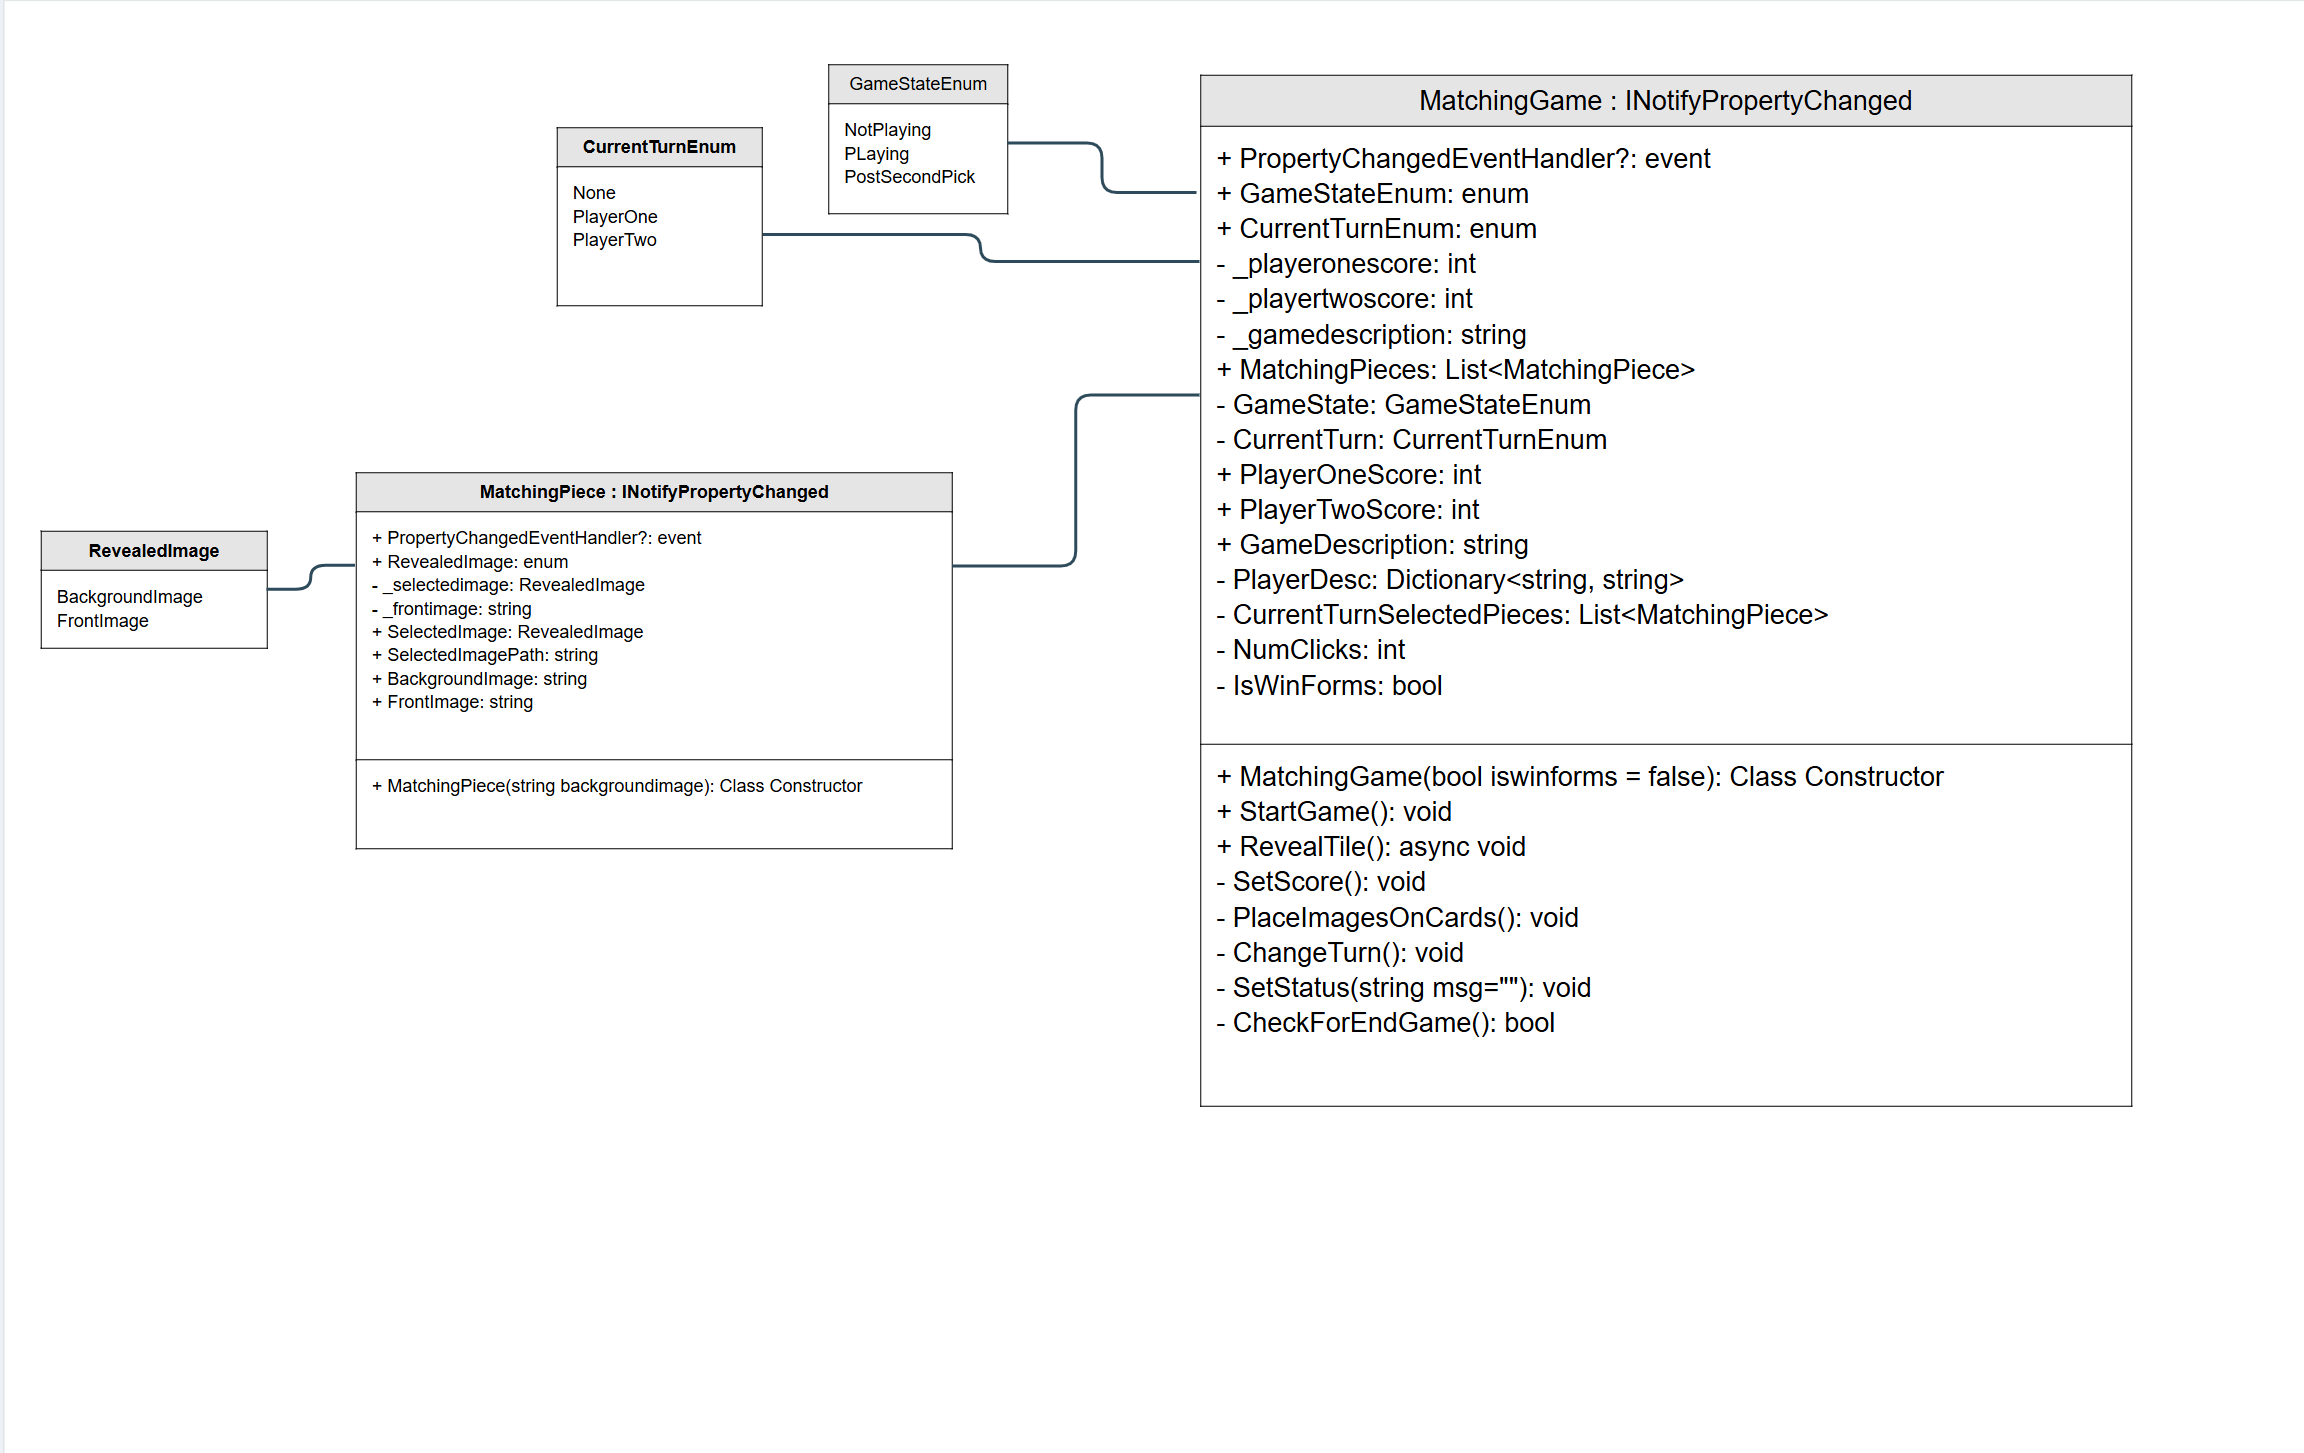 GameStateEnum
NotPlaying
PLaying
PostSecondPick
CurrentTurnEnum
None
PlayerOne
PlayerTwo
RevealedImage
BackgroundImage
FrontImage
MatchingPiece : INotifyPropertyChanged
+ PropertyChangedEventHandler?: event
+ RevealedImage: enum
- _selectedimage: RevealedImage
- _frontimage: string
+ SelectedImage: RevealedImage
+ SelectedImagePath: string
+ BackgroundImage: string
+ FrontImage: string
+ MatchingPiece(string backgroundimage): Class Constructor
MatchingGame : INotifyPropertyChanged
+ PropertyChangedEventHandler?: event
+ GameStateEnum: enum
+ CurrentTurnEnum: enum
- _playeronescore: int
- _playertwoscore: int
- _gamedescription: string
+ MatchingPieces: List<MatchingPiece>
- GameState: GameStateEnum
- CurrentTurn: CurrentTurnEnum
+ PlayerOneScore: int
+ PlayerTwoScore: int
+ GameDescription: string
- PlayerDesc: Dictionary<string, string>
- CurrentTurnSelectedPieces: List<MatchingPiece>
- NumClicks: int
- IsWinForms: bool
+ MatchingGame(bool iswinforms = false): Class Constructor
+ StartGame(): void
+ RevealTile(): async void
- SetScore(): void
- PlaceImagesOnCards(): void
- ChangeTurn(): void
- SetStatus(string msg=""): void
- CheckForEndGame(): bool